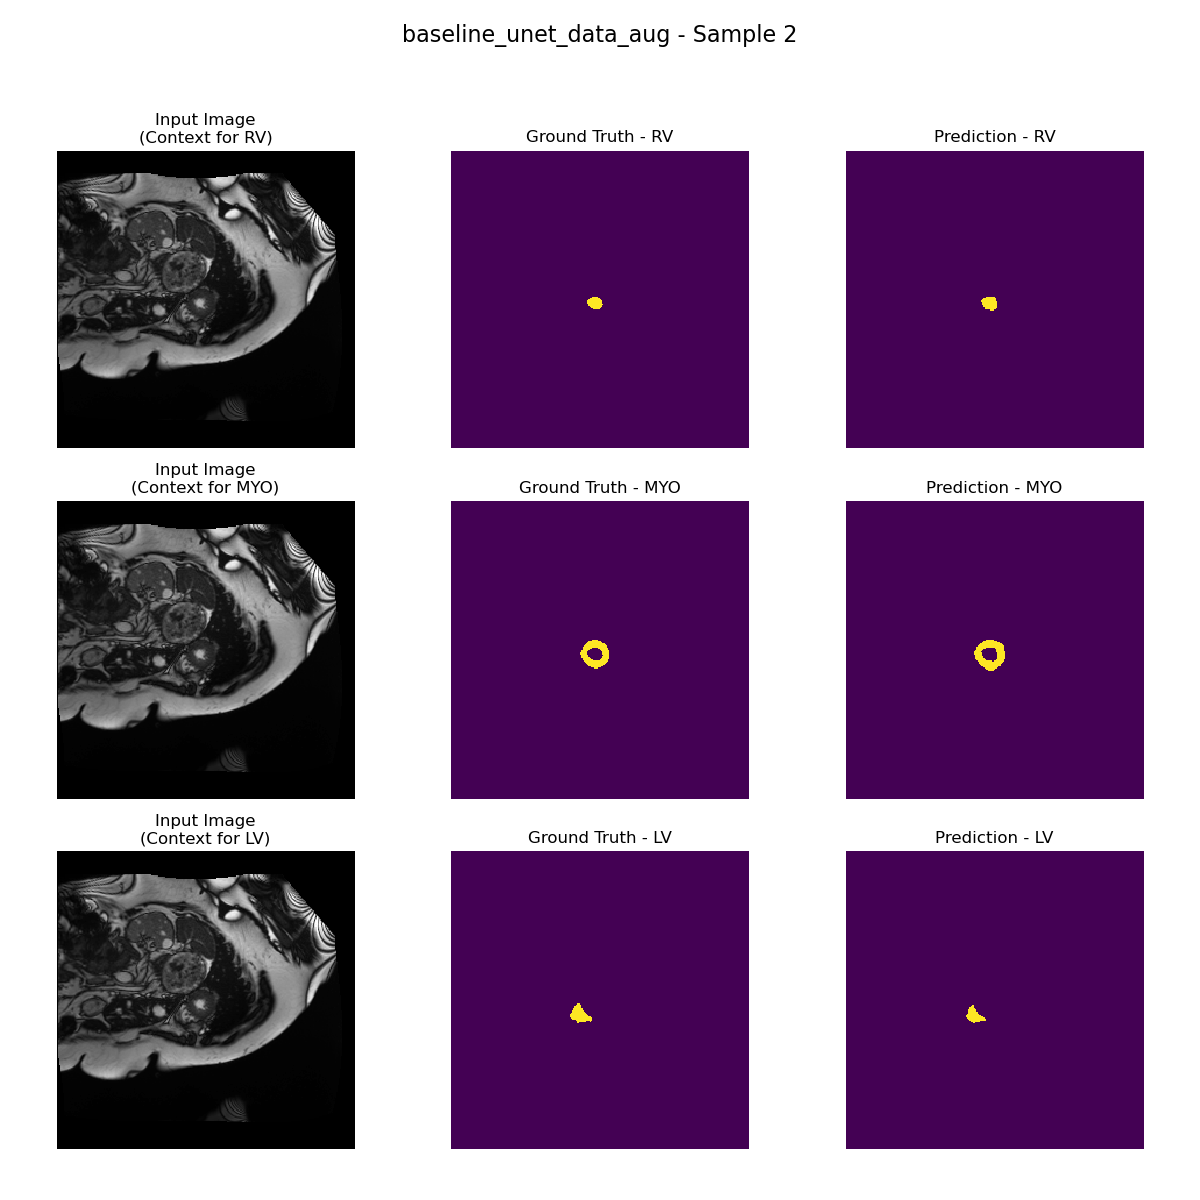 baseline_unet_data_aug - Sample 2
Input Image
(Context for RV)
Ground Truth - RV
Prediction - RV
Input Image
(Context for MYO)
Ground Truth - MYO
Prediction - MYO
Input Image
(Context for LV)
Ground Truth - LV
Prediction - LV